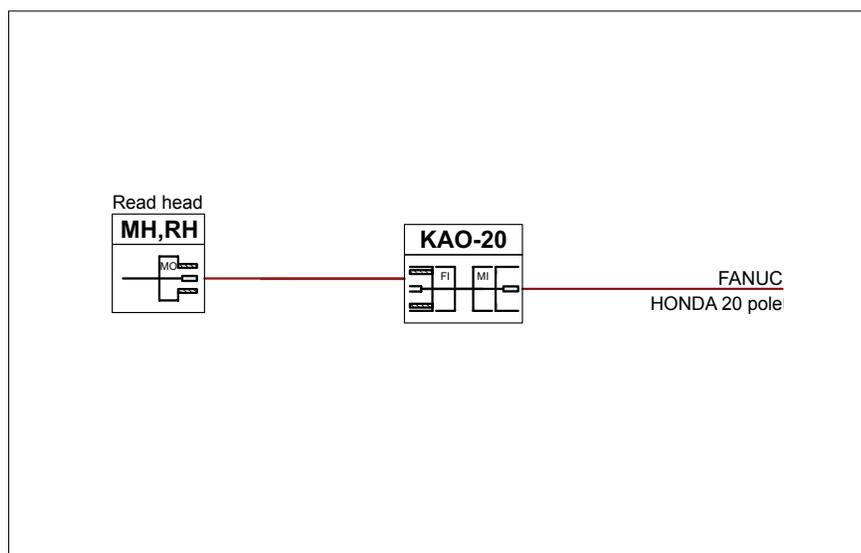 Read head
MH,RH
MO
KAO-20
FI
MI
FANUC
HONDA 20 pole